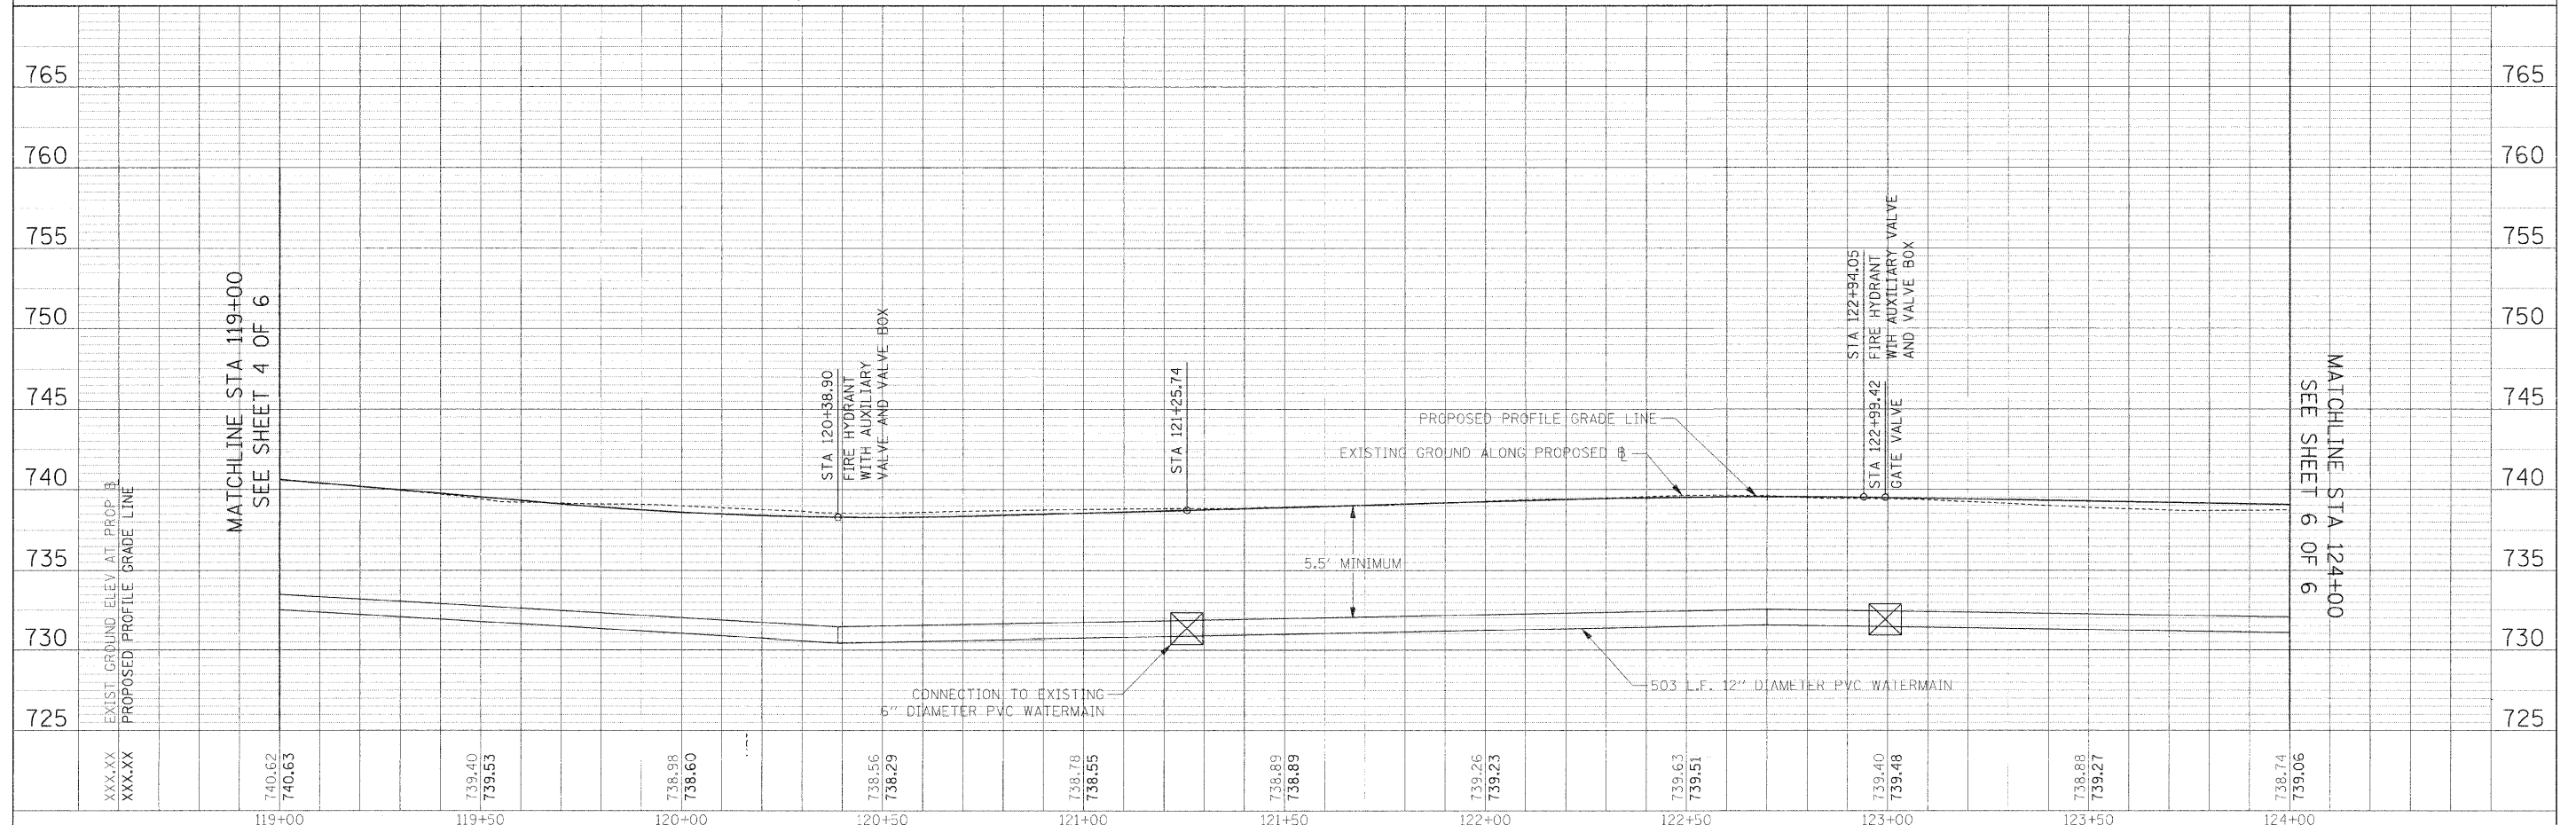 765
760
755
750
745
740
735
730
725
765
760
755
750
745
740
735
730
725
MATCHLINE STA 119+00
SEE SHEET 4 OF 6
STA 120+38.90
FIRE HYDRANT
WITH AUXILIARY
VALVE AND VALVE BOX
STA 121+25.74
PROPOSED PROFILE GRADE LINE
EXISTING GROUND ALONG PROPOSED B̲L
5.5' MINIMUM
STA 122+94.05
FIRE HYDRANT
WIH AUXILIARY VALVE
AND VALVE BOX
STA 122+99.42
GATE VALVE
MATCHLINE STA 124+00
SEE SHEET 6 OF 6
CONNECTION TO EXISTING
6" DIAMETER PVC WATERMAIN
503 L.F. 12" DIAMETER PVC WATERMAIN
XXX.XX EXIST GROUND ELEV AT PROP B̲L
XXX.XX PROPOSED PROFILE GRADE LINE
740.62
740.63
739.40
739.53
738.98
738.60
738.56
738.29
738.78
738.55
738.89
738.89
739.26
739.23
739.63
739.51
739.40
739.48
738.88
739.27
738.74
739.06
119+00
119+50
120+00
120+50
121+00
121+50
122+00
122+50
123+00
123+50
124+00